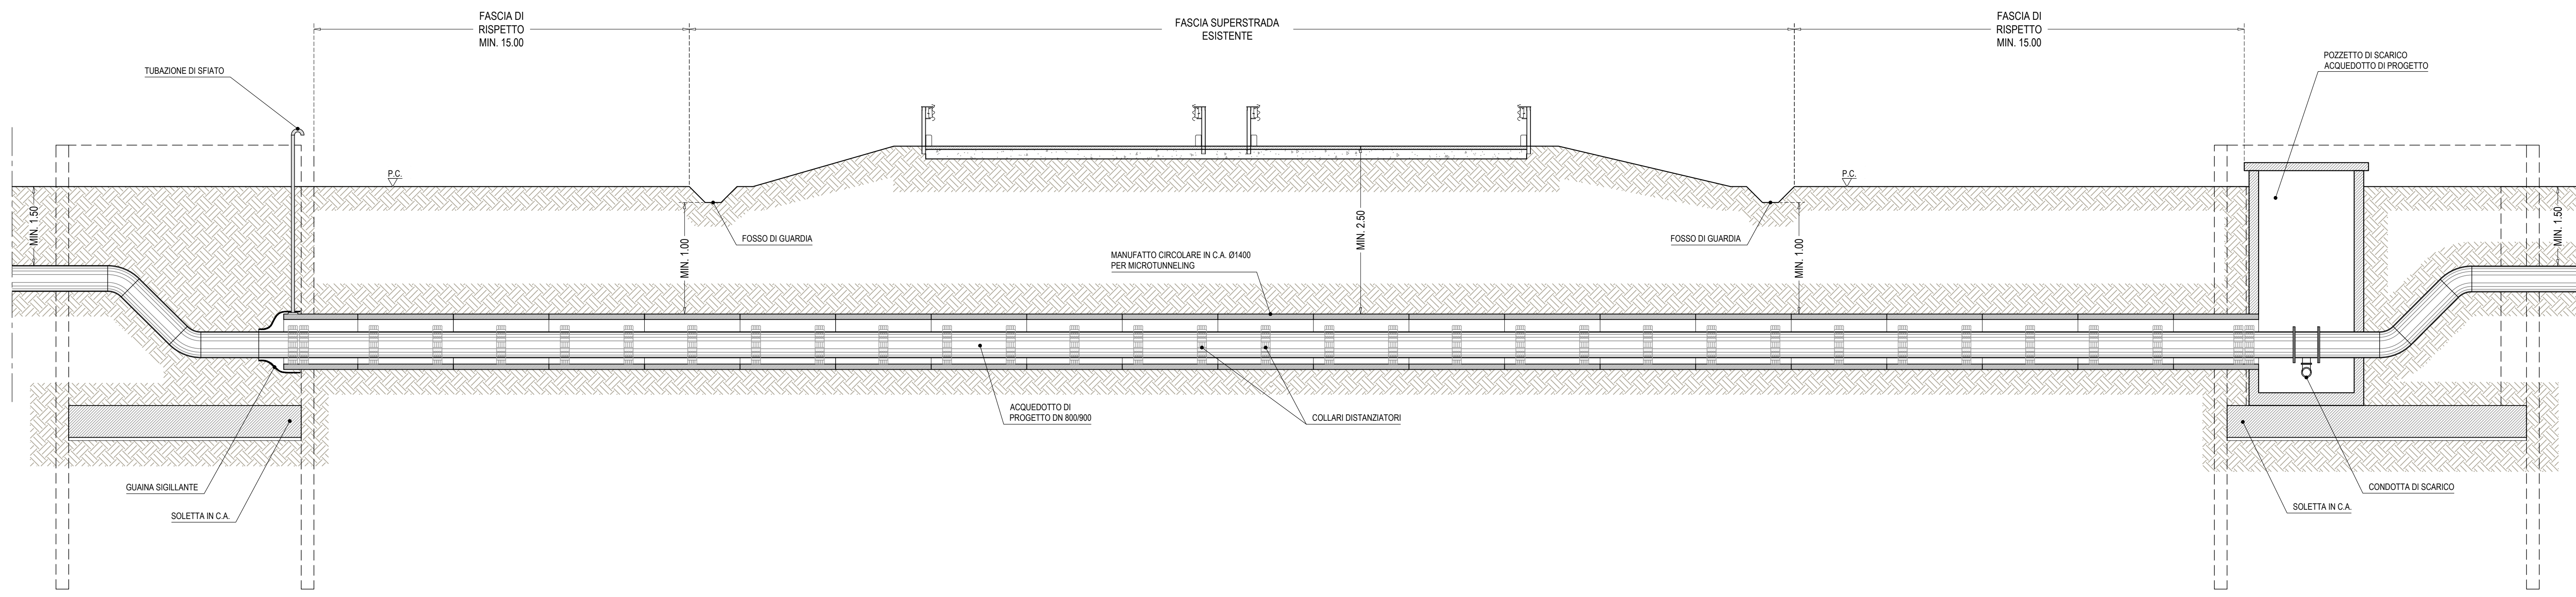 FASCIA DI
RISPETTO
MIN. 15.00
FASCIA SUPERSTRADA
ESISTENTE
FASCIA DI
RISPETTO
MIN. 15.00
POZZETTO DI SCARICO
ACQUEDOTTO DI PROGETTO
TUBAZIONE DI SFIATO
P.C.
P.C.
MIN. 1.50
MIN. 1.00
MIN. 2.50
MIN. 1.00
MIN. 1.50
FOSSO DI GUARDIA
FOSSO DI GUARDIA
MANUFATTO CIRCOLARE IN C.A. Ø1400
PER MICROTUNNELING
ACQUEDOTTO DI
PROGETTO DN 800/900
COLLARI DISTANZIATORI
GUAINA SIGILLANTE
SOLETTA IN C.A.
CONDOTTA DI SCARICO
SOLETTA IN C.A.